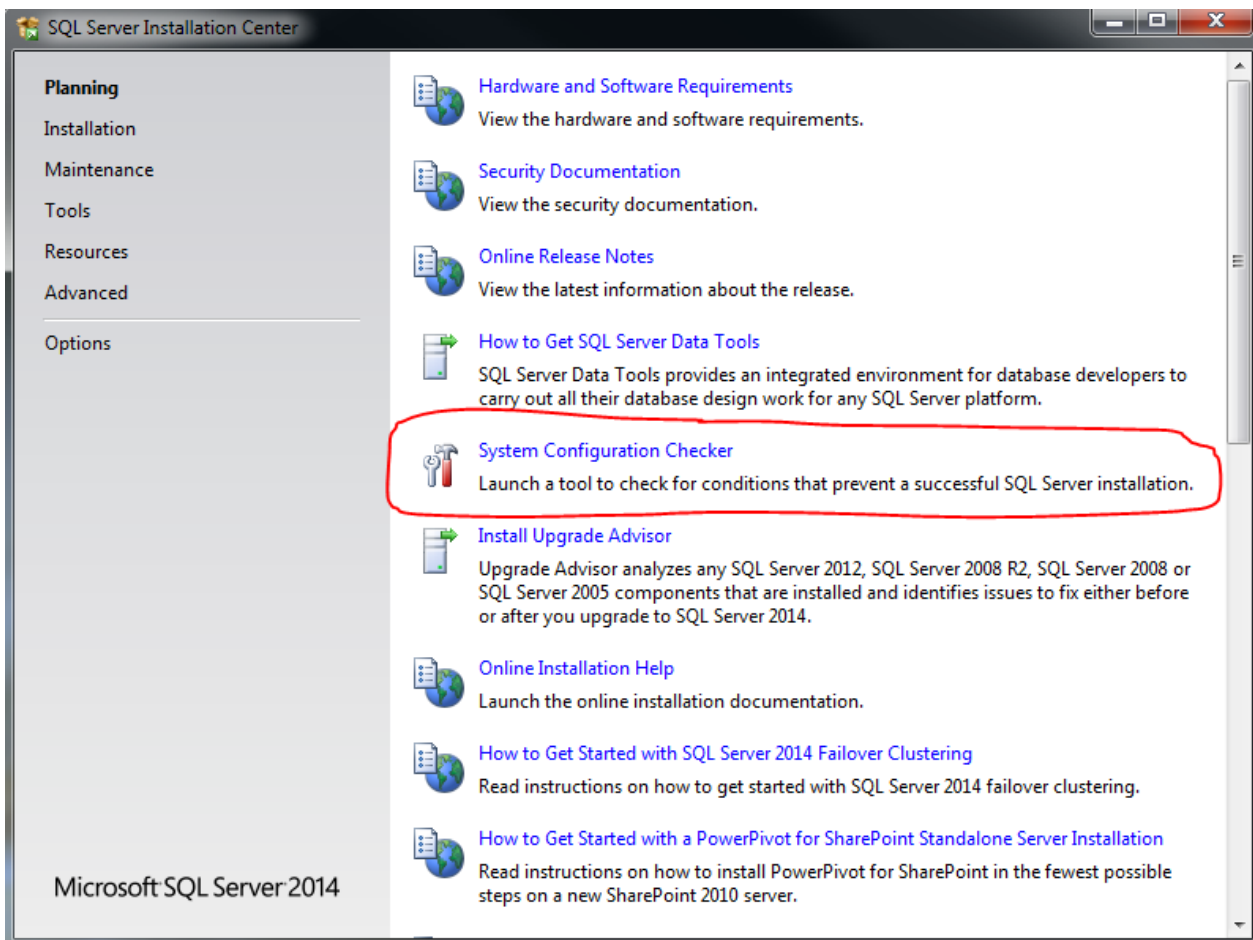 SQL Server Installation Center
Planning
Installation
Maintenance
Tools
Resources
Advanced
Options
Microsoft SQL Server 2014
Hardware and Software Requirements
View the hardware and software requirements.
Security Documentation
View the security documentation.
Online Release Notes
View the latest information about the release.
How to Get SQL Server Data Tools
SQL Server Data Tools provides an integrated environment for database developers to
carry out all their database design work for any SQL Server platform.
System Configuration Checker
Launch a tool to check for conditions that prevent a successful SQL Server installation.
Install Upgrade Advisor
Upgrade Advisor analyzes any SQL Server 2012, SQL Server 2008 R2, SQL Server 2008 or
SQL Server 2005 components that are installed and identifies issues to fix either before
or after you upgrade to SQL Server 2014.
Online Installation Help
Launch the online installation documentation.
How to Get Started with SQL Server 2014 Failover Clustering
Read instructions on how to get started with SQL Server 2014 failover clustering.
How to Get Started with a PowerPivot for SharePoint Standalone Server Installation
Read instructions on how to install PowerPivot for SharePoint in the fewest possible
steps on a new SharePoint 2010 server.